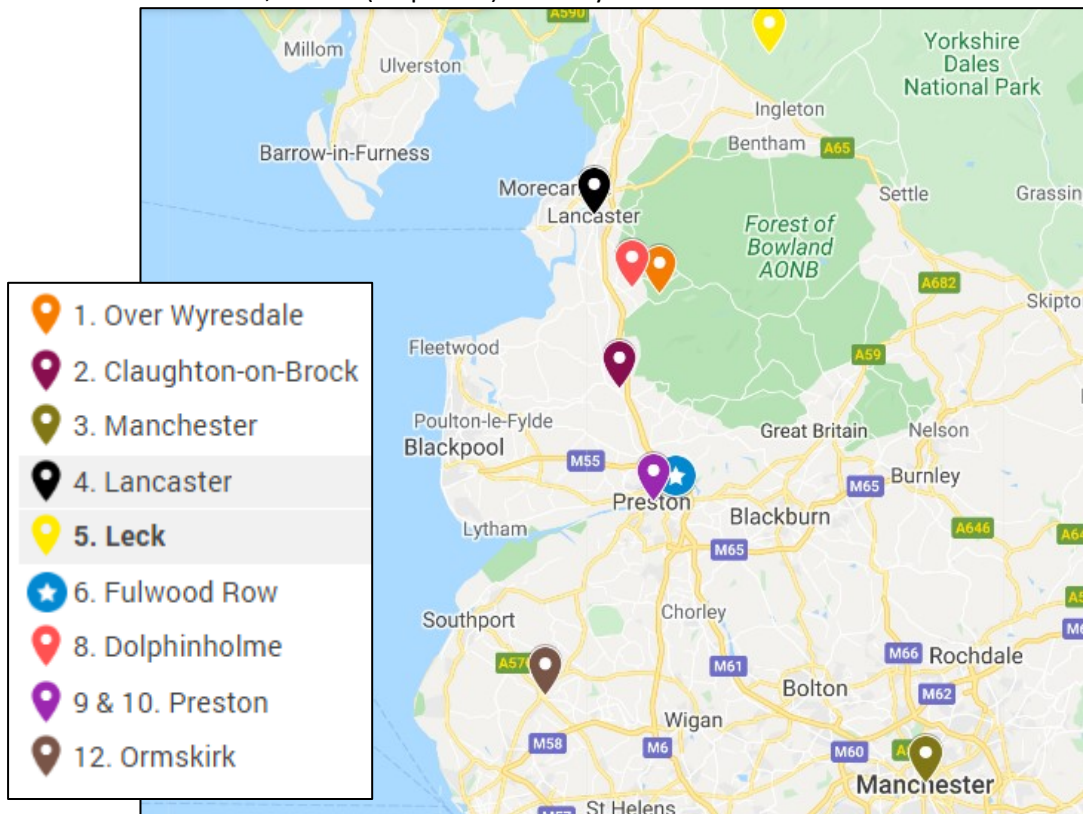 A590
Millom
Ulverston
Yorkshire
Dales
National Park
Ingleton
Bentham
A65
Barrow-in-Furness
Settle
Grassin
Lancaster
Forest of
Bowland
AONB
A682
Skipto
1. Over Wyresdale
2. Claughton-on-Brock
3. Manchester
4. Lancaster
5. Leck
6. Fulwood Row
8. Dolphinholme
9 & 10. Preston
12. Ormskirk
Fleetwood
A59
Poulton-le-Fylde
Blackpool
Great Britain
Nelson
M55
M65
Burnley
Preston
Blackburn
Lytham
A646
M65
Southport
Chorley
M61
M66
Rochdale
Bolton
M62
Wigan
M58
M6
M60
Manchester
St Helens